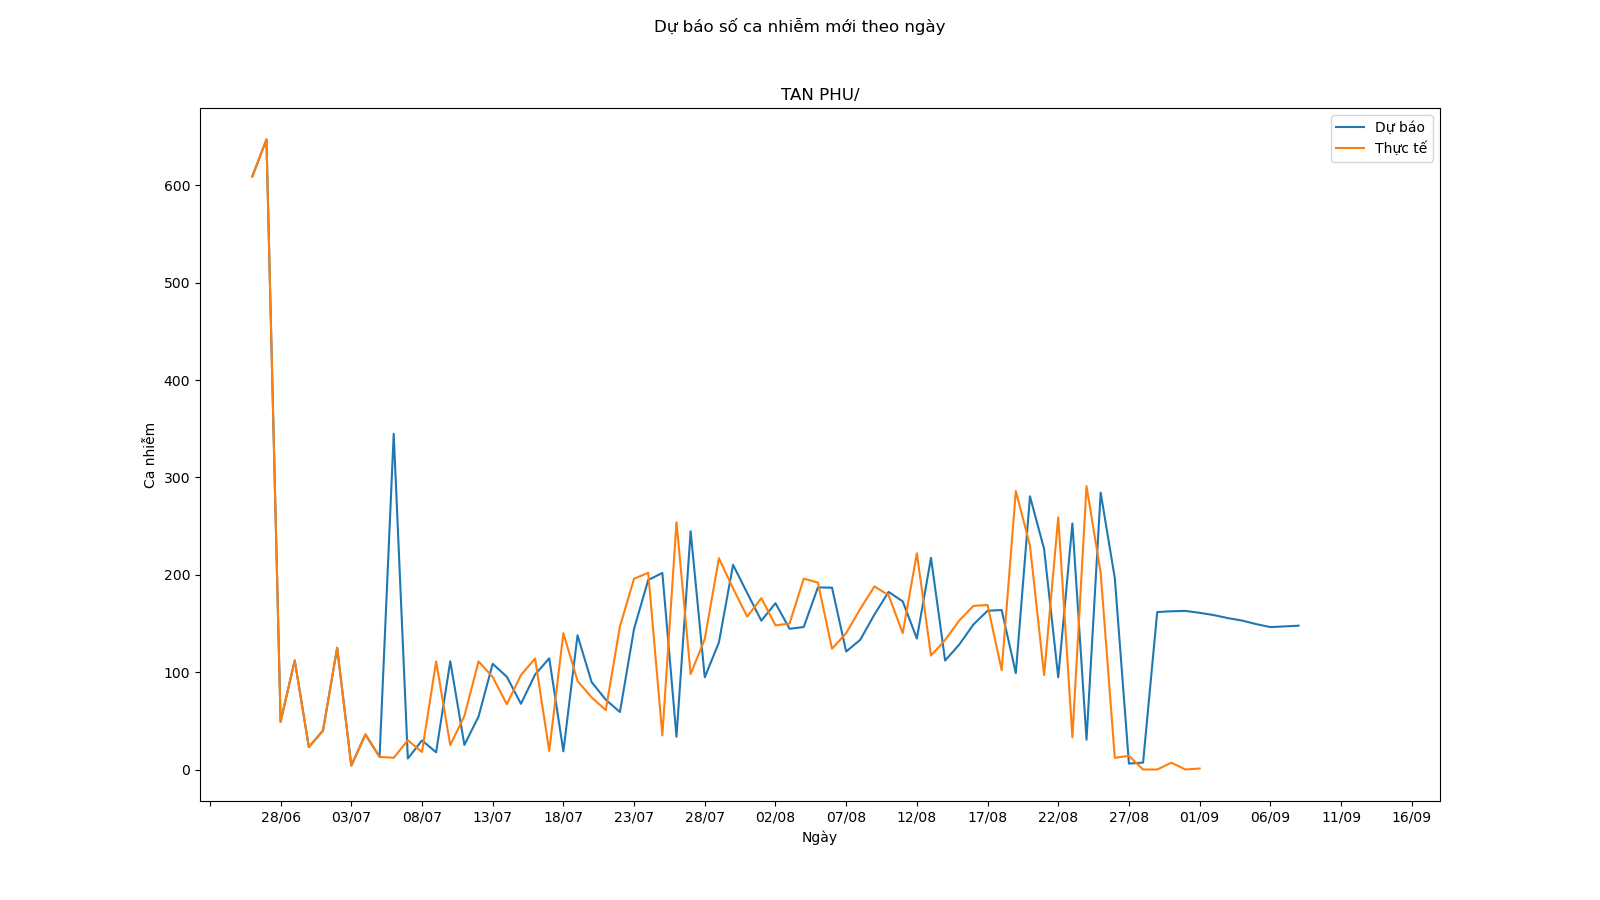 Dự báo số ca nhiễm mới theo ngày
TAN PHU/
Dự báo
Thực tế
600
500
400
300
200
100
0
Ca nhiễm
28/06 03/07 08/07 13/07 18/07 23/07 28/07 02/08 07/08 12/08 17/08 22/08 27/08 01/09 06/09 11/09 16/09
Ngày